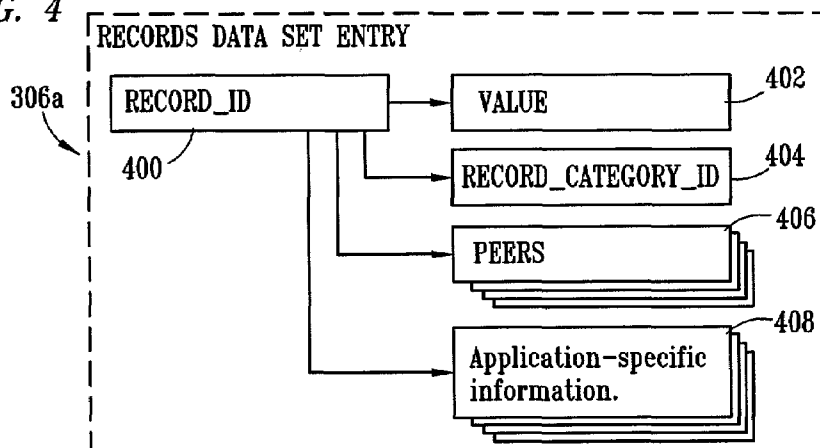 G. 4
RECORDS DATA SET ENTRY
306a
RECORD_ID
400
VALUE
402
RECORD_CATEGORY_ID
404
PEERS
406
Application-specific
information.
408